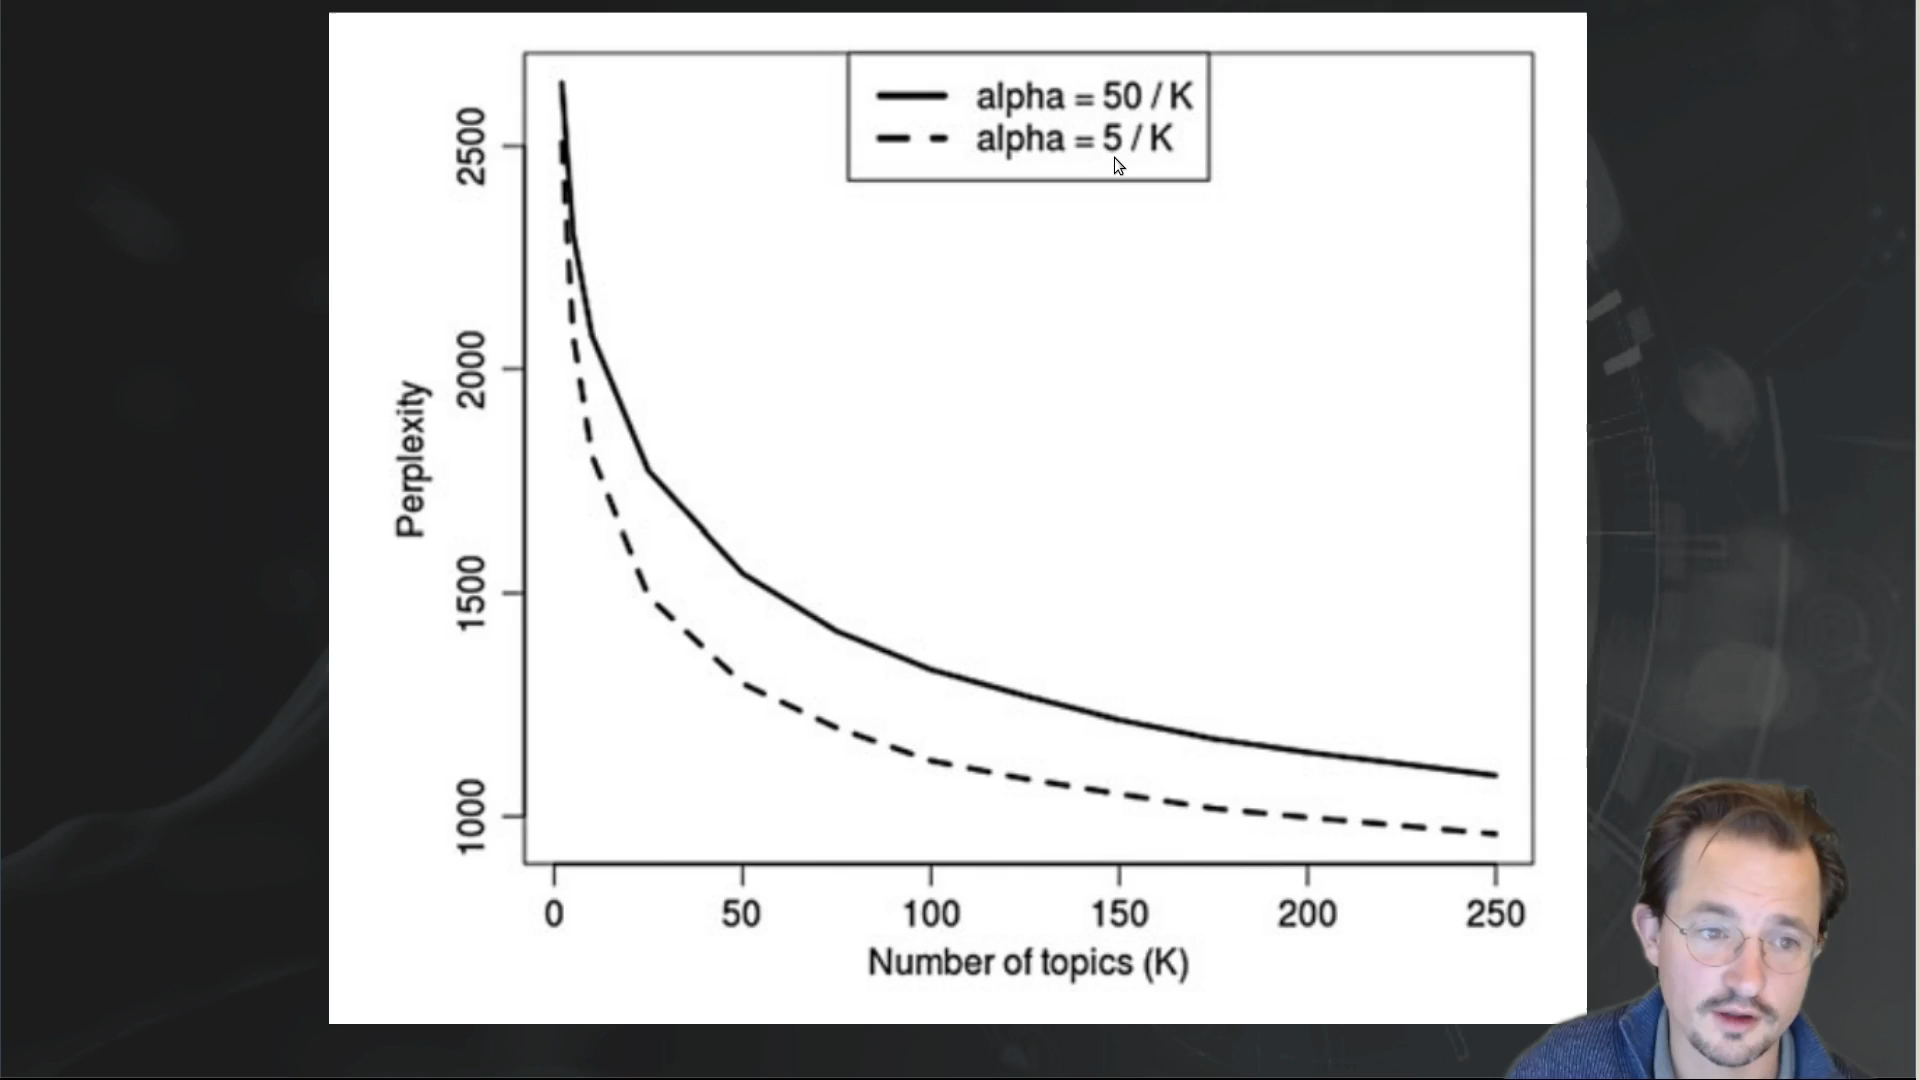 alpha = 50 / K
alpha = 5 / K
2500
2000
1500
1000
Perplexity
0 50 100 150 200 250
Number of topics (K)